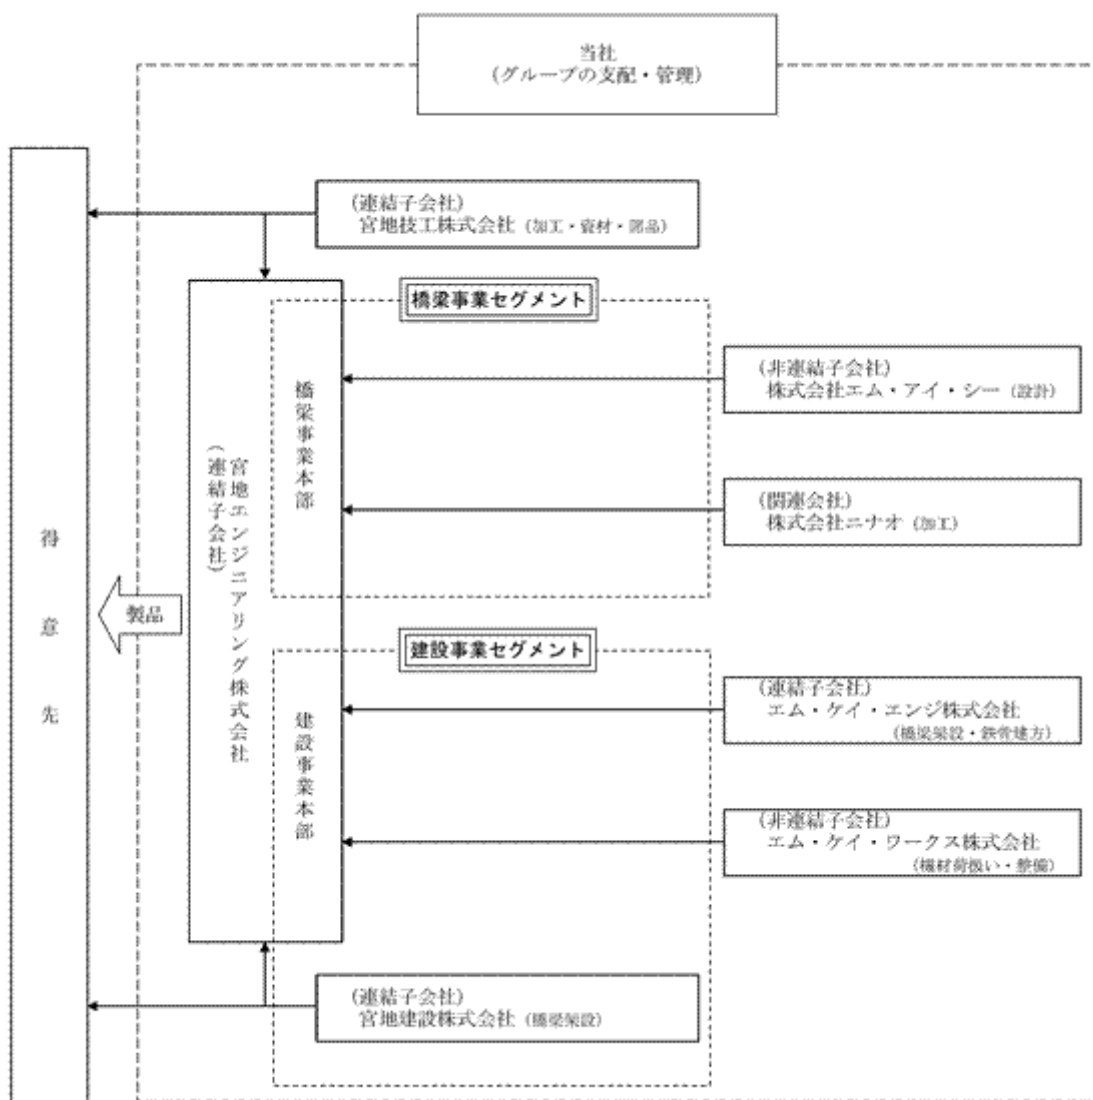 当社
(グループの支配・管理)
(連結子会社)
宮地技工株式会社 (加工・資材・部品)
橋梁事業セグメント
(非連結子会社)
株式会社エム・アイ・シー (設計)
(関連会社)
株式会社ニナオ (加工)
橋梁事業本部
宮地エンジニアリング株式会社
(連結子会社)
得意先
製品
建設事業セグメント
建設事業本部
(連結子会社)
エム・ケイ・エンジ株式会社
(橋梁架設・鉄骨建方)
(非連結子会社)
エム・ケイ・ワークス株式会社
(機材荷扱い・整備)
(連結子会社)
宮地建設株式会社 (橋梁架設)